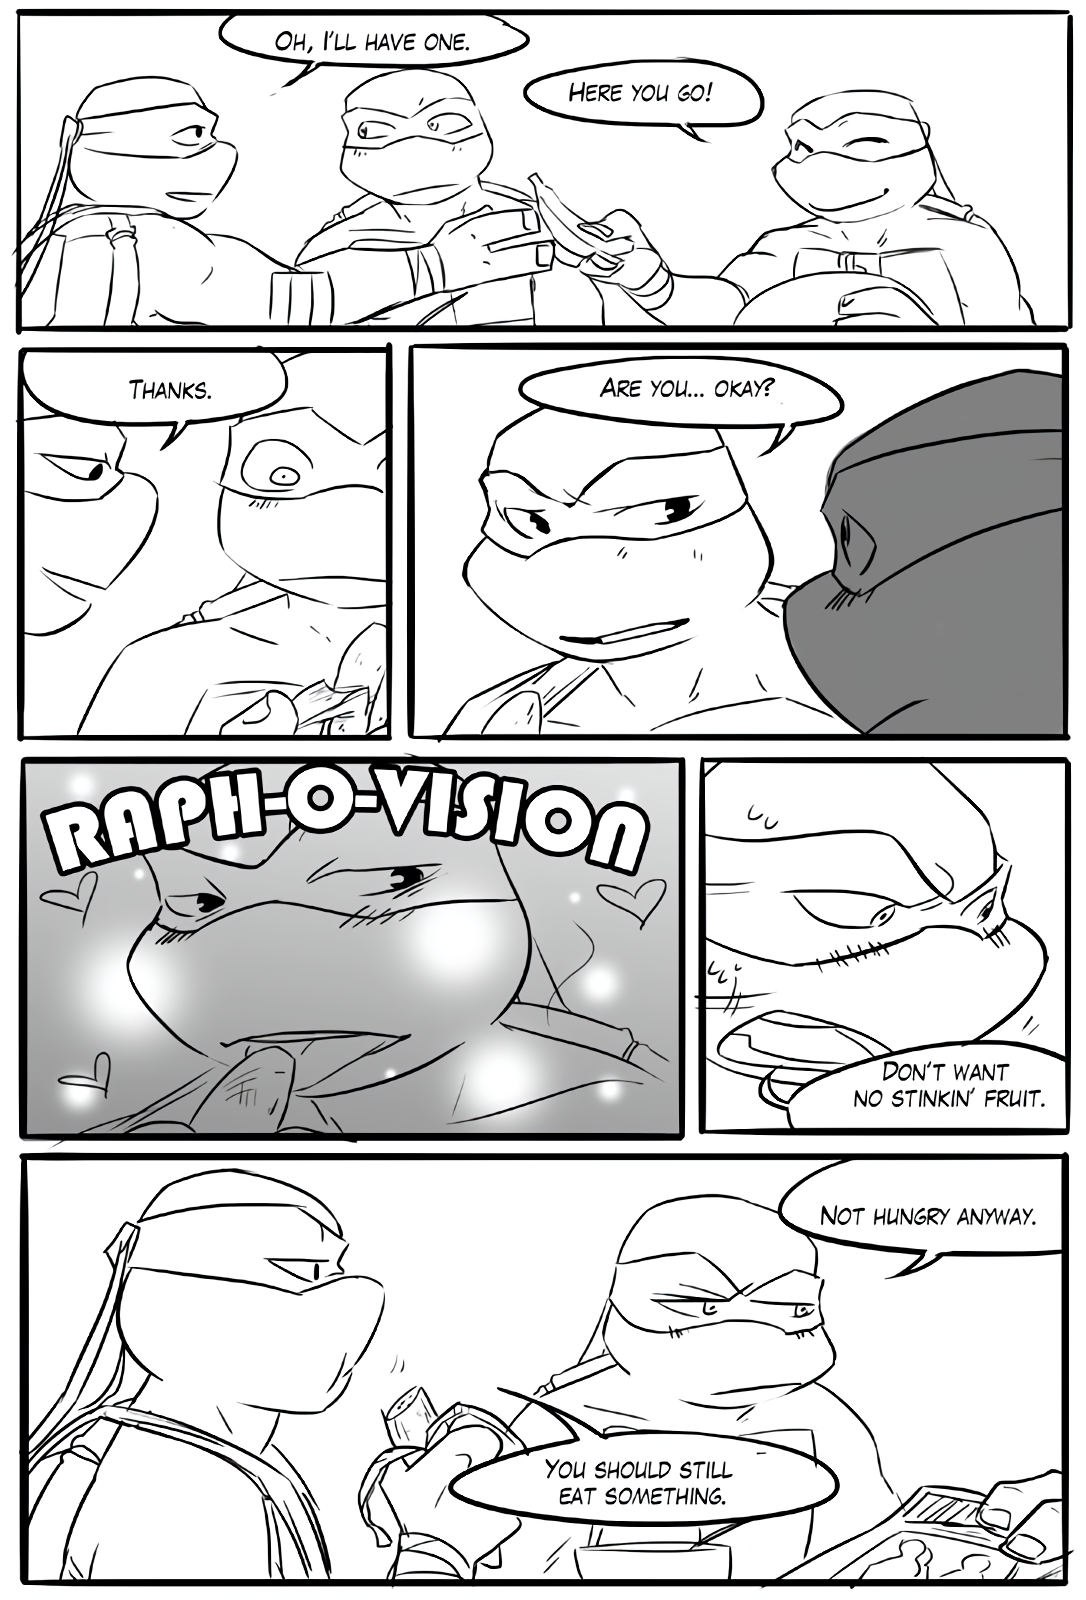 Oh, I'll have one.
Here you go!
Thanks.
Are you... okay?
RAPH-O-VISION
Don't want
no stinkin' fruit.
Not hungry anyway.
You should still
eat something.